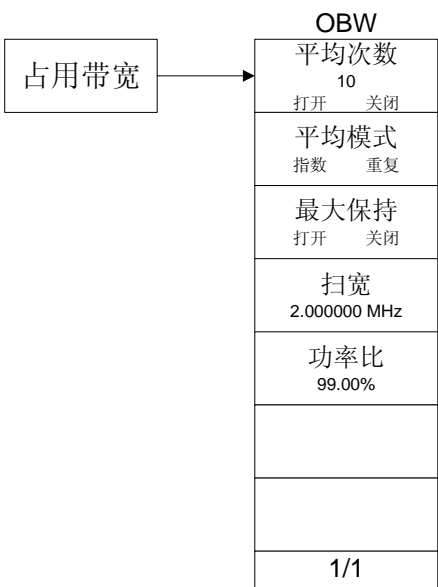 OBW
占用带宽
平均次数
10
打开 关闭
平均模式
指数 重复
最大保持
打开 关闭
扫宽
2.000000 MHz
功率比
99.00%
1/1